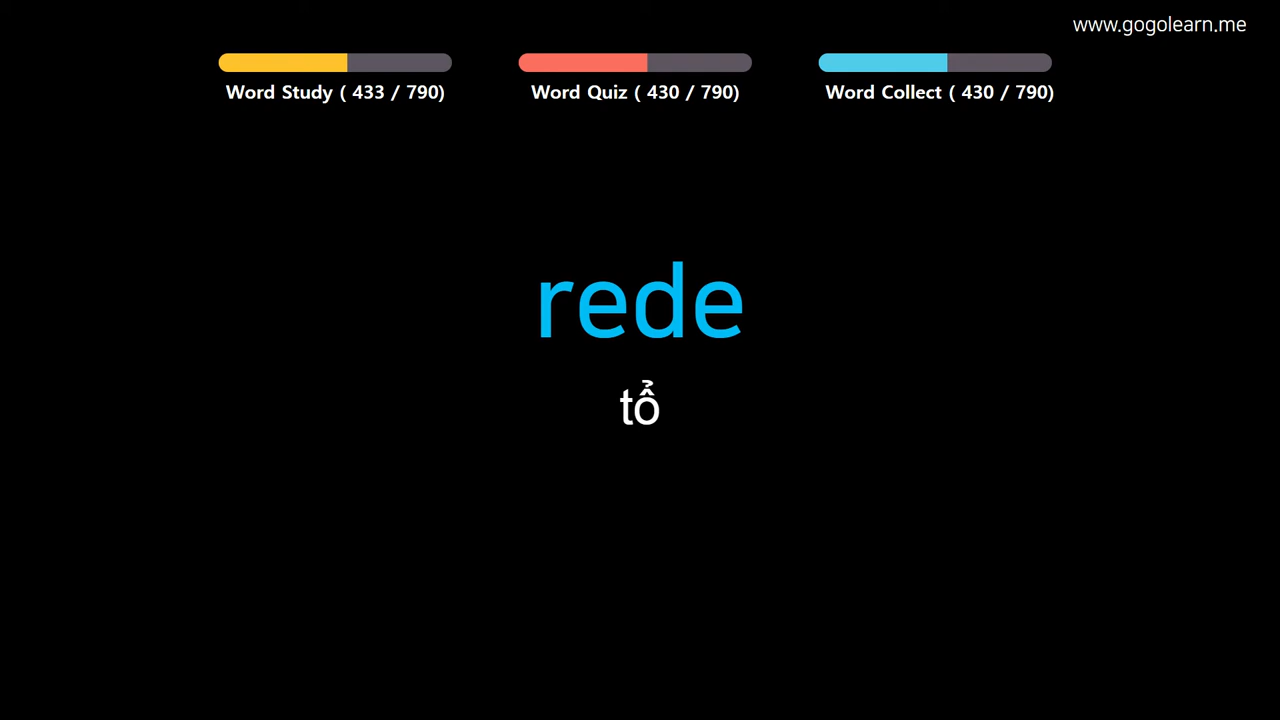 www.gogolearn.me
Word Study ( 433 / 790)
Word Quiz ( 430 / 790)
Word Collect ( 430 / 790)
rede
tổ